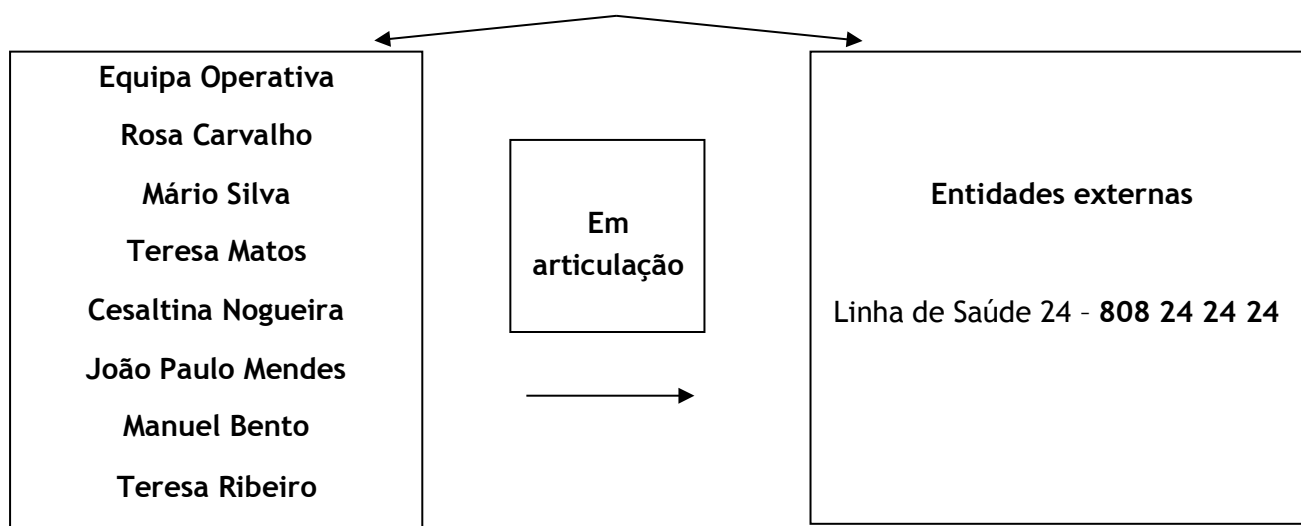 Equipa Operativa
Rosa Carvalho
Mário Silva
Teresa Matos
Cesaltina Nogueira
João Paulo Mendes
Manuel Bento
Teresa Ribeiro
Em
articulação
Entidades externas
Linha de Saúde 24 – 808 24 24 24